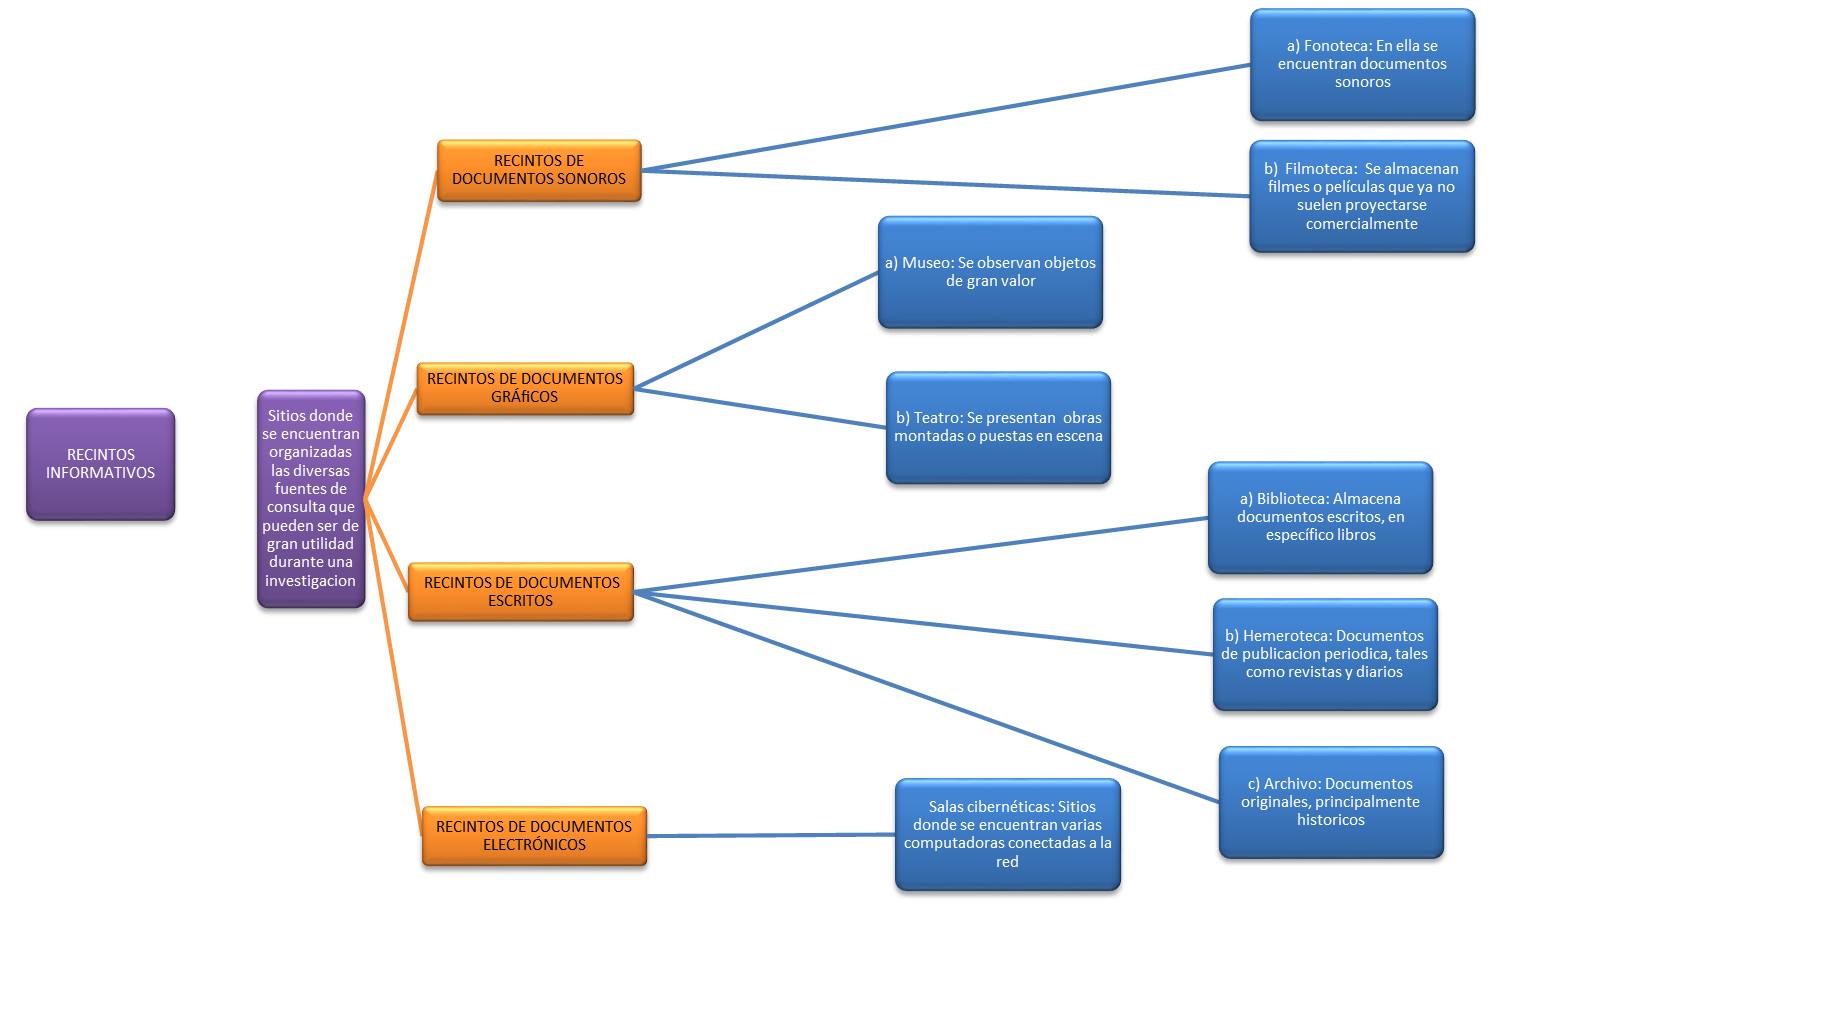 RECINTOS
INFORMATIVOS
Sitios donde
se encuentran
organizadas
las diversas
fuentes de
consulta que
pueden ser de
gran utilidad
durante una
investigacion
RECINTOS DE
DOCUMENTOS SONOROS
a) Fonoteca: En ella se
encuentran documentos
sonoros
b) Filmoteca: Se almacenan
filmes o películas que ya no
suelen proyectarse
comercialmente
RECINTOS DE DOCUMENTOS
GRÁfiCOS
a) Museo: Se observan objetos
de gran valor
b) Teatro: Se presentan obras
montadas o puestas en escena
RECINTOS DE DOCUMENTOS
ESCRITOS
a) Biblioteca: Almacena
documentos escritos, en
específico libros
b) Hemeroteca: Documentos
de publicacion periodica, tales
como revistas y diarios
c) Archivo: Documentos
originales, principalmente
historicos
RECINTOS DE DOCUMENTOS
ELECTRÓNICOS
Salas cibernéticas: Sitios
donde se encuentran varias
computadoras conectadas a la
red